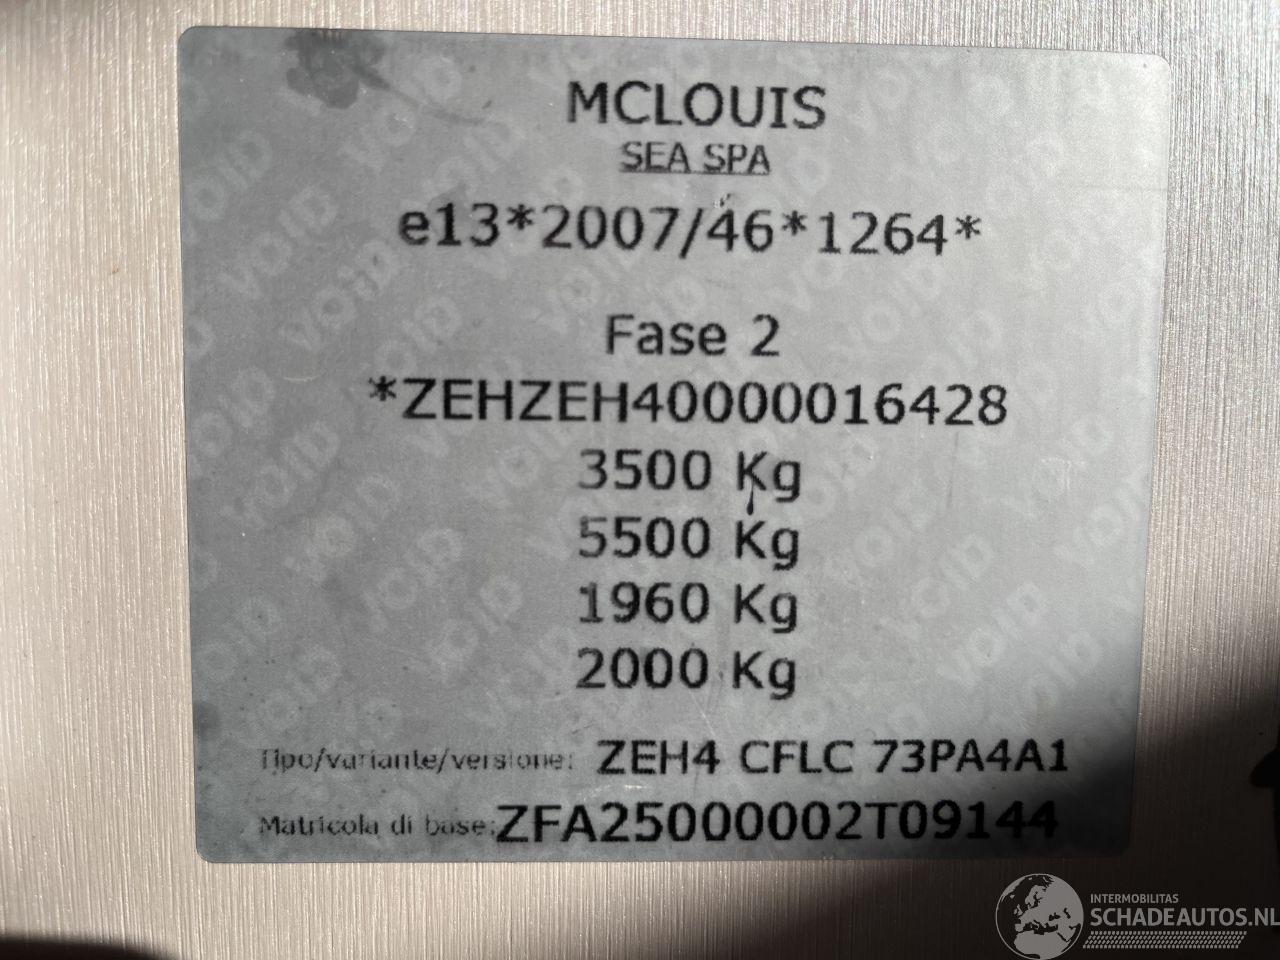 MCLOUIS
SEA SPA
e13*2007/46*1264*
Fase 2
*ZEHZEH40000016428
3500 Kg
5500 Kg
1960 Kg
2000 Kg
Tipo/variante/versione: ZEH4 CFLC 73PA4A1
Matricola di base: ZFA25000002T09144
INTERMOBILITAS
SCHADEAUTOS.NL